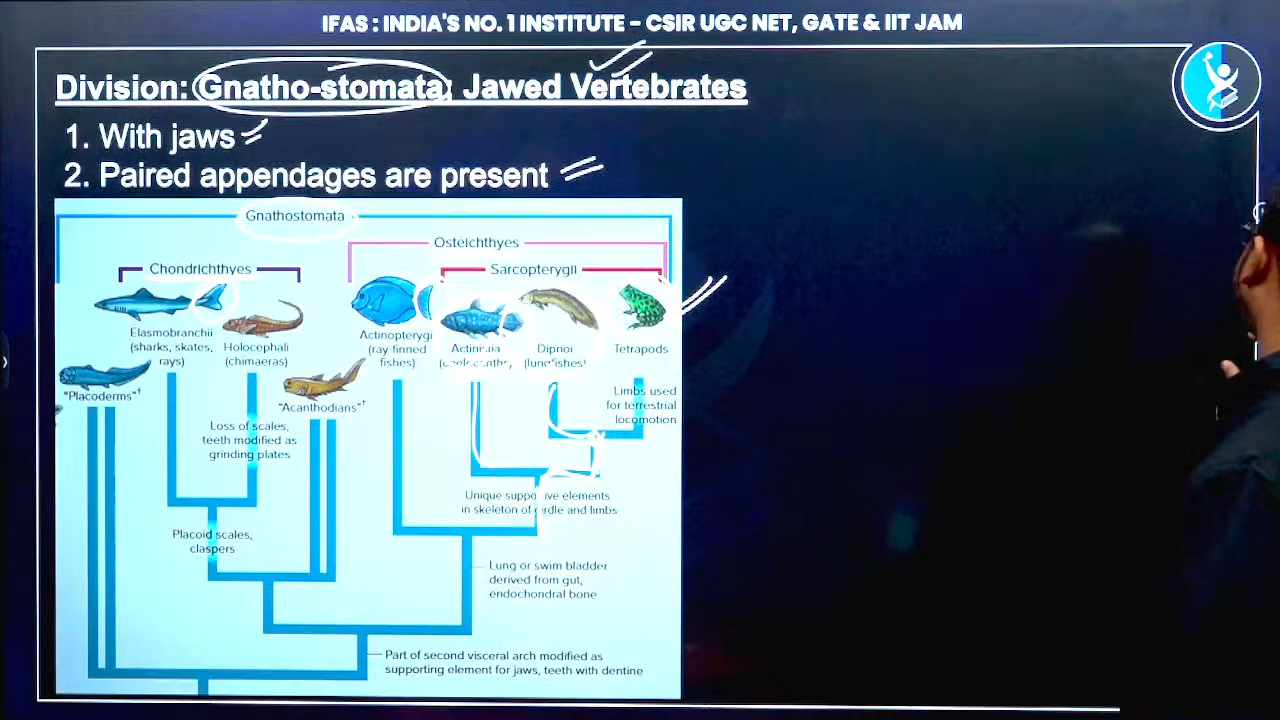 IFAS : INDIA'S NO. 1 INSTITUTE – CSIR UGC NET, GATE & IIT JAM
Division: Gnatho-stomata: Jawed Vertebrates
1. With jaws
2. Paired appendages are present
Gnathostomata
Osteichthyes
Chondrichthyes
Sarcopterygii
Elasmobranchii
(sharks, skates,
rays)
Holocephali
(chimaeras)
Actinopterygi
(ray finned
fishes)
Dipnoi
(lungfishes)
Tetrapods
"Placoderms"†
"Acanthodians"†
Limbs used
for terrestrial
locomotion
Loss of scales,
teeth modified as
grinding plates
Unique supportive elements
in skeleton of girdle and limbs
Placoid scales,
claspers
Lung or swim bladder
derived from gut,
endochondral bone
Part of second visceral arch modified as
supporting element for jaws, teeth with dentine